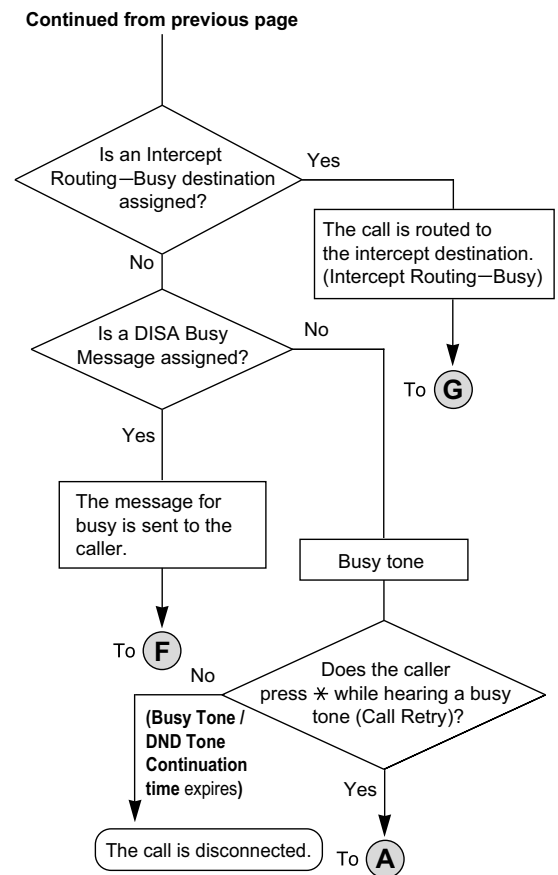 Continued from previous page
Is an Intercept
Routing—Busy destination
assigned?
Yes
The call is routed to
the intercept destination.
(Intercept Routing—Busy)
No
To G
Is a DISA Busy
Message assigned?
No
Yes
The message for
busy is sent to the
caller.
Busy tone
To F
Does the caller
press * while hearing a busy
tone (Call Retry)?
No
(Busy Tone /
DND Tone
Continuation
time expires)
Yes
The call is disconnected.
To A